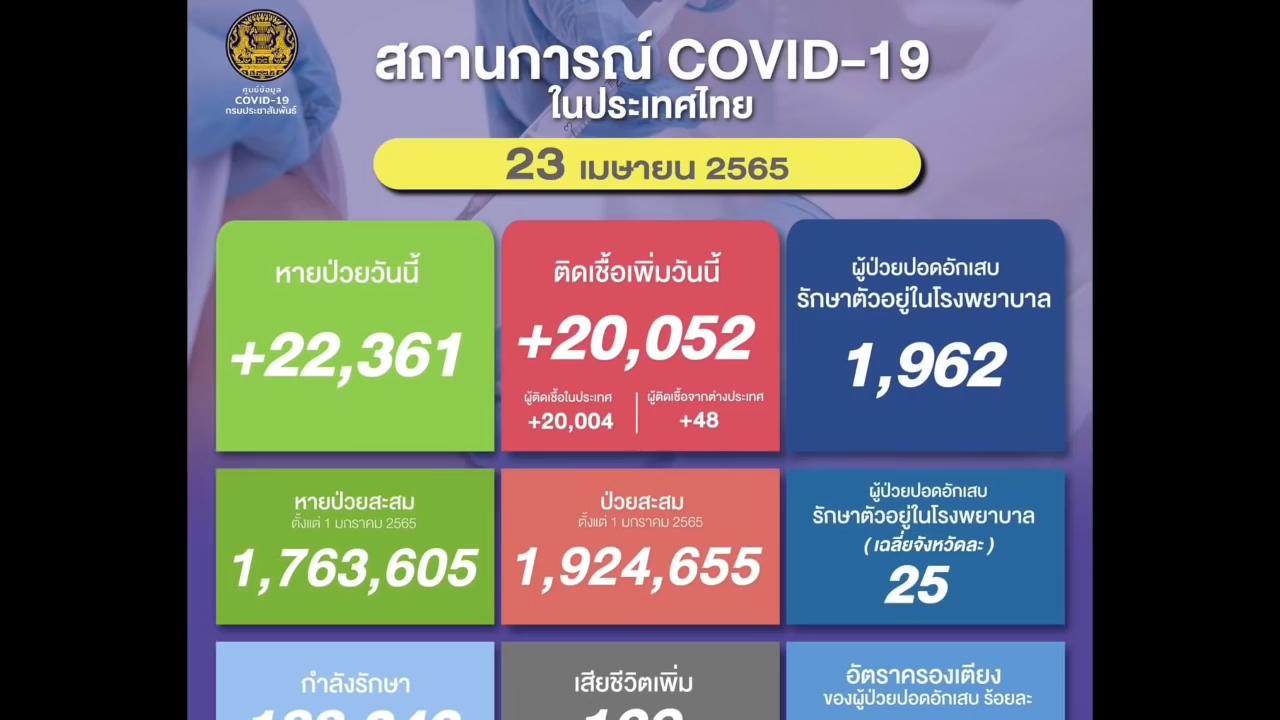 ศูนย์ข้อมูล
COVID-19
กรมประชาสัมพันธ์
สถานการณ์ COVID-19
ในประเทศไทย
23 เมษายน 2565
หายป่วยวันนี้
+22,361
ติดเชื้อเพิ่มวันนี้
+20,052
ผู้ติดเชื้อในประเทศ
+20,004
ผู้ติดเชื้อจากต่างประเทศ
+48
ผู้ป่วยปอดอักเสบ
รักษาตัวอยู่ในโรงพยาบาล
1,962
หายป่วยสะสม
ตั้งแต่ 1 มกราคม 2565
1,763,605
ป่วยสะสม
ตั้งแต่ 1 มกราคม 2565
1,924,655
ผู้ป่วยปอดอักเสบ
รักษาตัวอยู่ในโรงพยาบาล
(เฉลี่ยจังหวัดละ)
25
กำลังรักษา
เสียชีวิตเพิ่ม
อัตราครองเตียง
ของผู้ป่วยปอดอักเสบ ร้อยละ